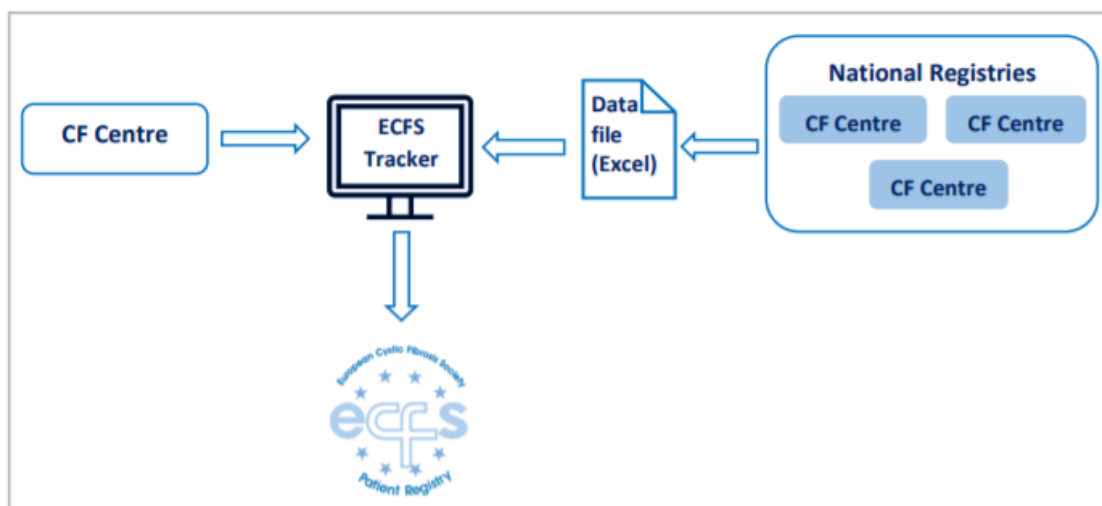 CF Centre
ECFS
Tracker
Data
file
(Excel)
National Registries
CF Centre
CF Centre
CF Centre
European Cystic Fibrosis Society
ecfs
Patient Registry